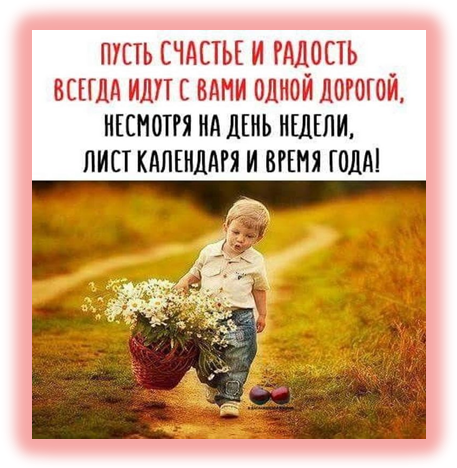 ПУСТЬ СЧАСТЬЕ И РАДОСТЬ
ВСЕГДА ИДУТ С ВАМИ ОДНОЙ ДОРОГОЙ,
НЕСМОТРЯ НА ДЕНЬ НЕДЕЛИ,
ЛИСТ КАЛЕНДАРЯ И ВРЕМЯ ГОДА!